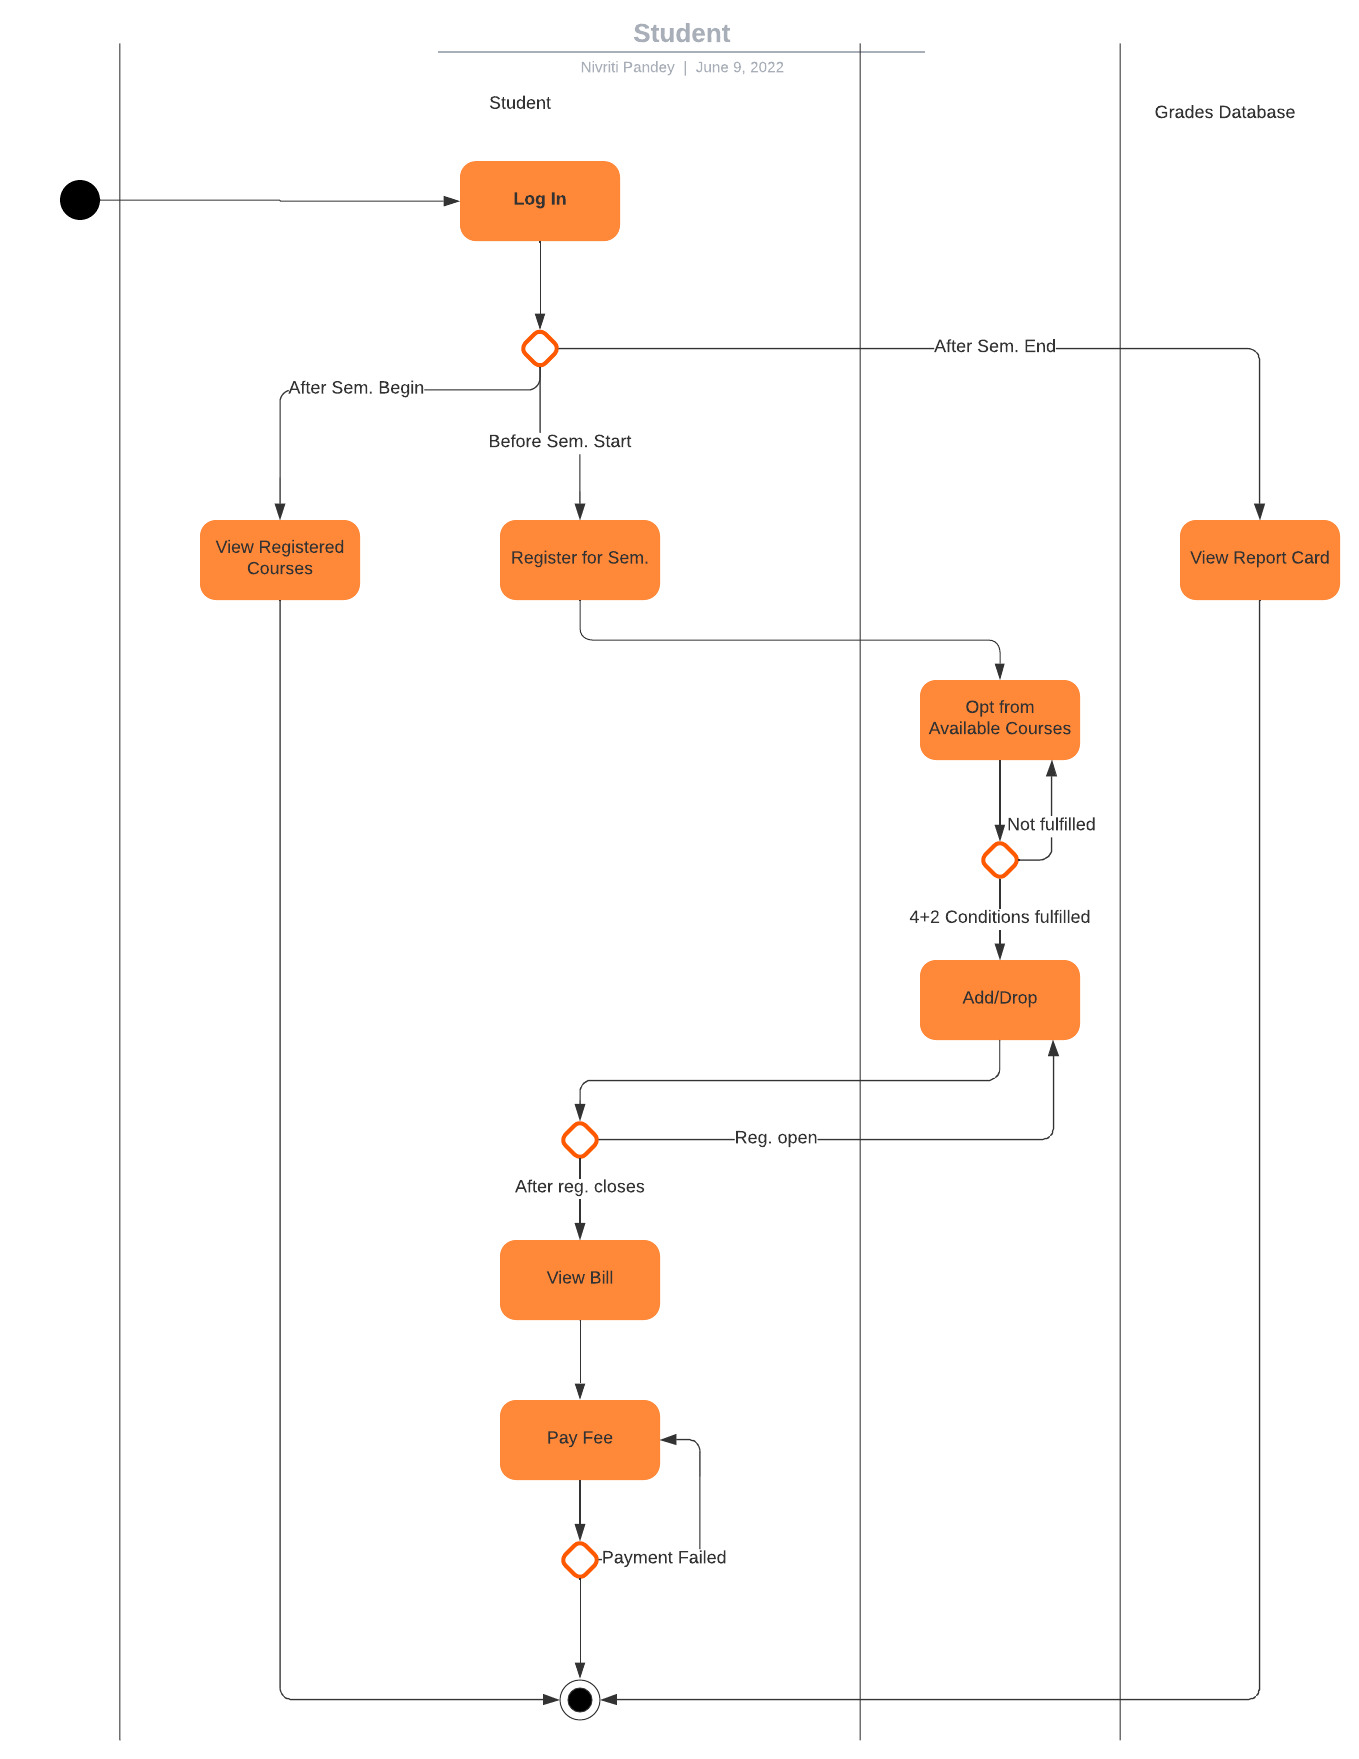 Student
Nivriti Pandey | June 9, 2022
Student
Grades Database
Log In
After Sem. End
After Sem. Begin
Before Sem. Start
View Registered
Courses
Register for Sem.
View Report Card
Opt from
Available Courses
Not fulfilled
4+2 Conditions fulfilled
Add/Drop
Reg. open
After reg. closes
View Bill
Pay Fee
Payment Failed